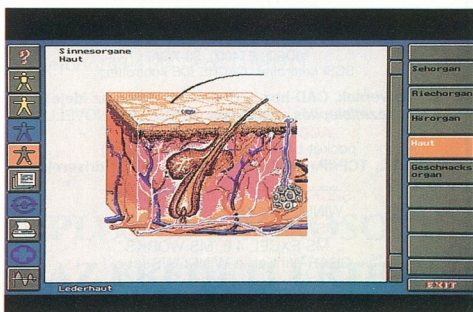 Sinnesorgane
Haut
Sehorgan
Riechorgan
Hörorgan
Haut
Geschmacks
organ
EXIT
Lederhaut